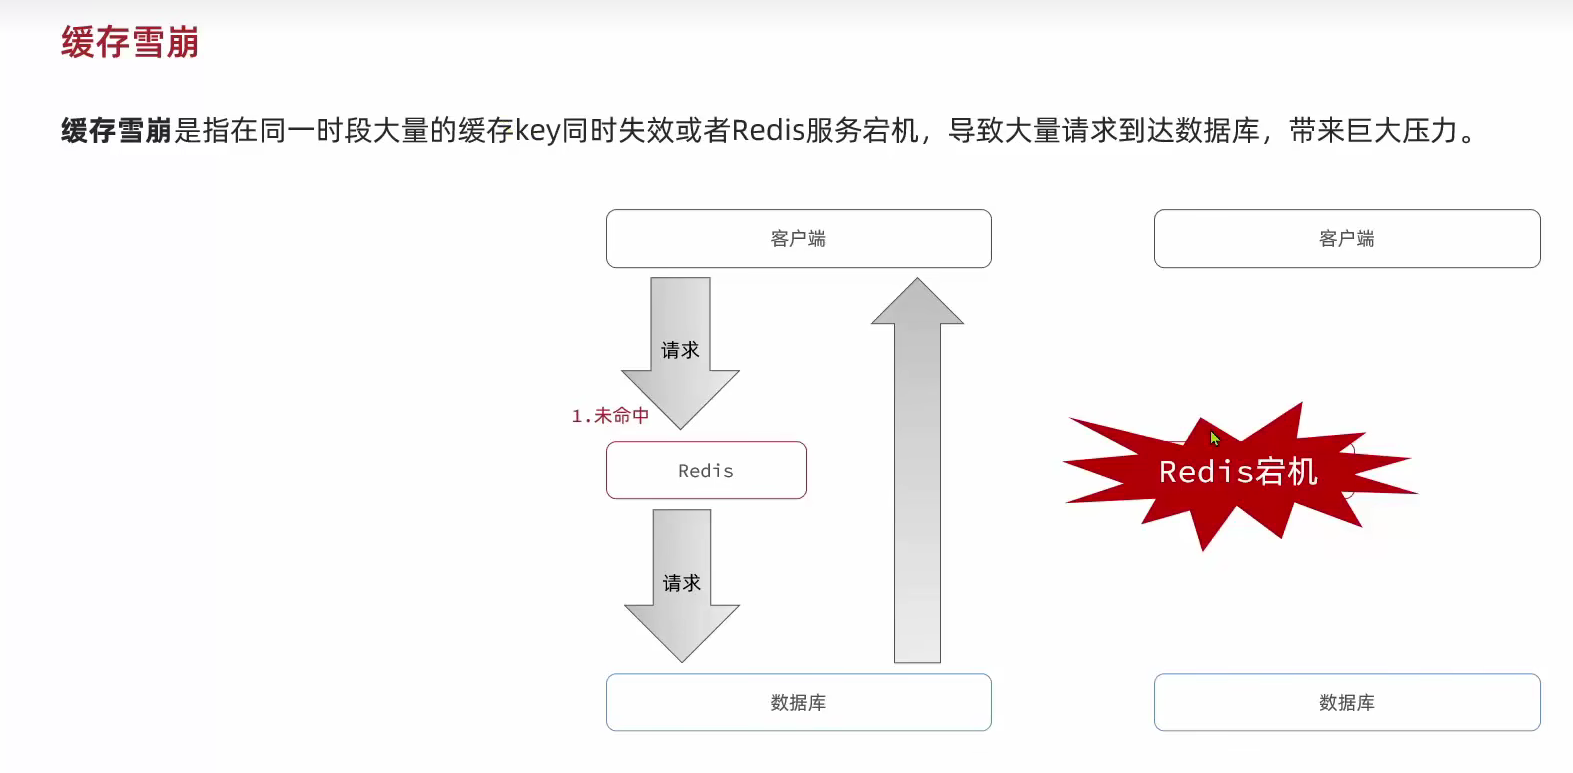 缓存雪崩
缓存雪崩是指在同一时段大量的缓存key同时失效或者Redis服务宕机，导致大量请求到达数据库，带来巨大压力。
客户端
客户端
请求
1.未命中
Redis
Redis宕机
请求
数据库
数据库